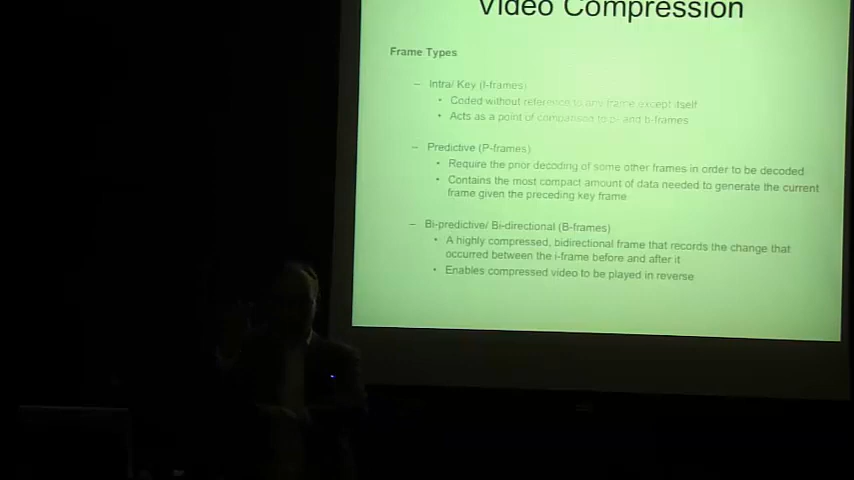 Video Compression
Frame Types
– Intra/ Key (I-frames)
• Coded without reference to any frame except itself
• Acts as a point of comparison to p- and b-frames
– Predictive (P-frames)
• Require the prior decoding of some other frames in order to be decoded
• Contains the most compact amount of data needed to generate the current
frame given the preceding key frame
– Bi-predictive/ Bi-directional (B-frames)
• A highly compressed, bidirectional frame that records the change that
occurred between the i-frame before and after it
• Enables compressed video to be played in reverse